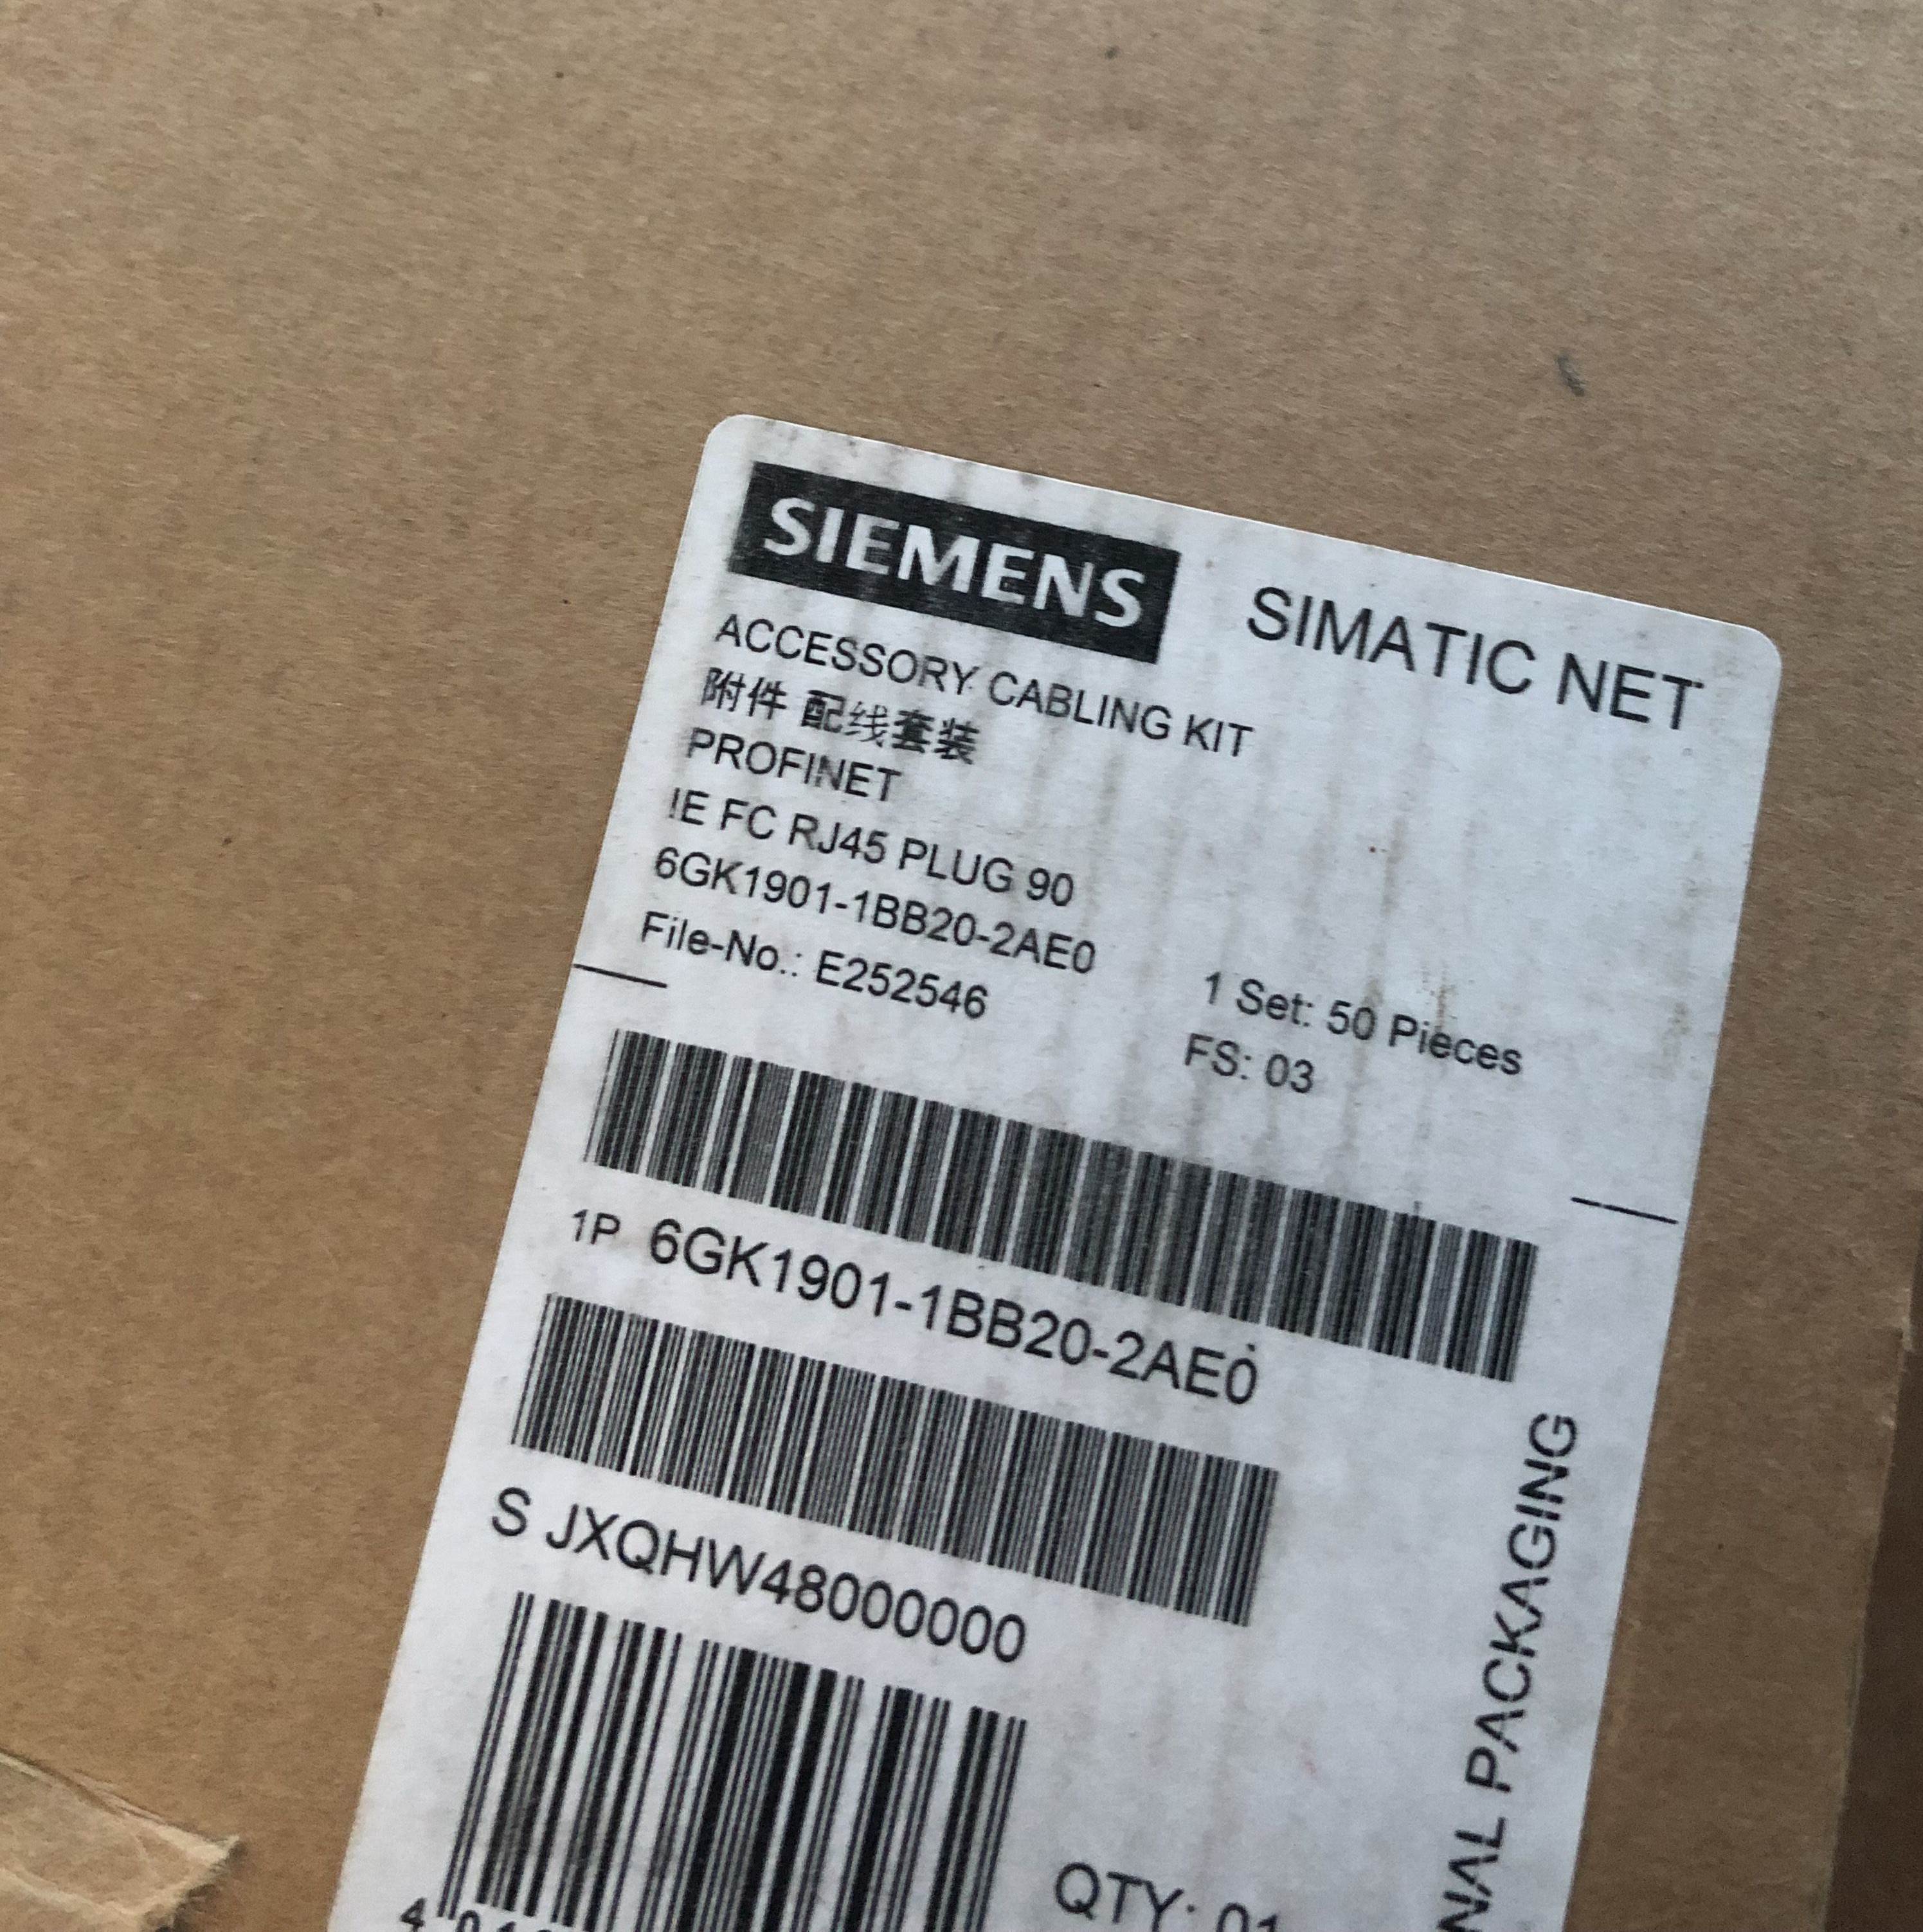 SIEMENS SIMATIC NET
ACCESSORY CABLING KIT
附件 配线套装
PROFINET
IE FC RJ45 PLUG 90
6GK1901-1BB20-2AE0
File-No.: E252546
1 Set: 50 Pieces
FS: 03
1P 6GK1901-1BB20-2AE0
S JXQHW48000000
QTY: 01
PACKAGING